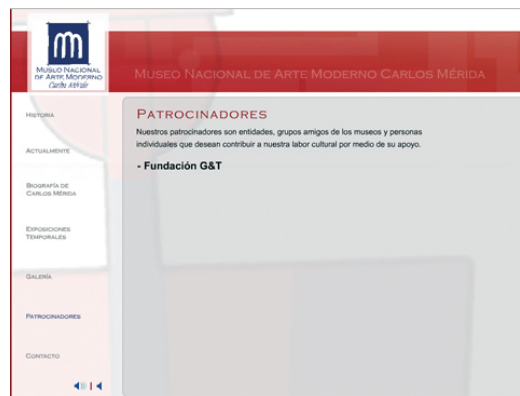 m
MUSEO NACIONAL
DE ARTE MODERNO
Carlos Mérida
MUSEO NACIONAL DE ARTE MODERNO CARLOS MÉRIDA
HISTORIA
ACTUALMENTE
BIOGRAFÍA DE
CARLOS MÉRIDA
EXPOSICIONES
TEMPORALES
GALERÍA
PATROCINADORES
CONTACTO
PATROCINADORES
Nuestros patrocinadores son entidades, grupos amigos de los museos y personas
individuales que desean contribuir a nuestra labor cultural por medio de su apoyo.
- Fundación G&T